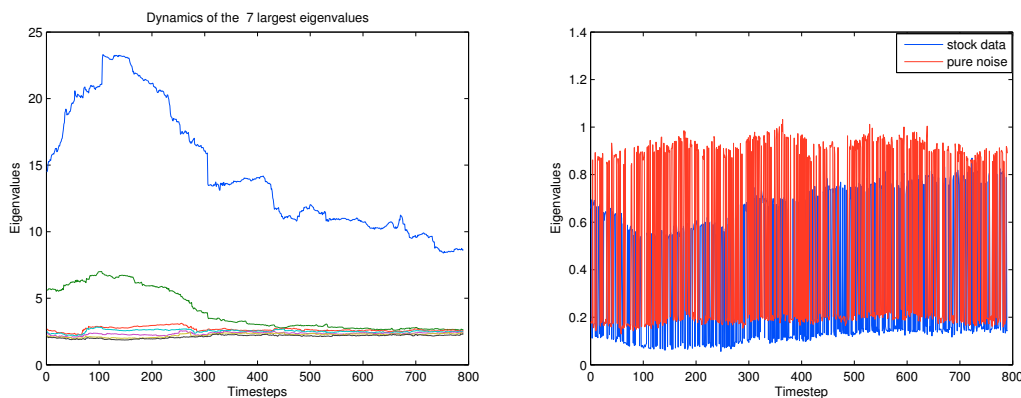 Dynamics of the 7 largest eigenvalues
25
20
15
10
5
0
Eigenvalues
0 100 200 300 400 500 600 700 800
Timesteps
1.4
1.2
1
0.8
0.6
0.4
0.2
0
Eigenvalues
0 100 200 300 400 500 600 700 800
Timestep
stock data
pure noise